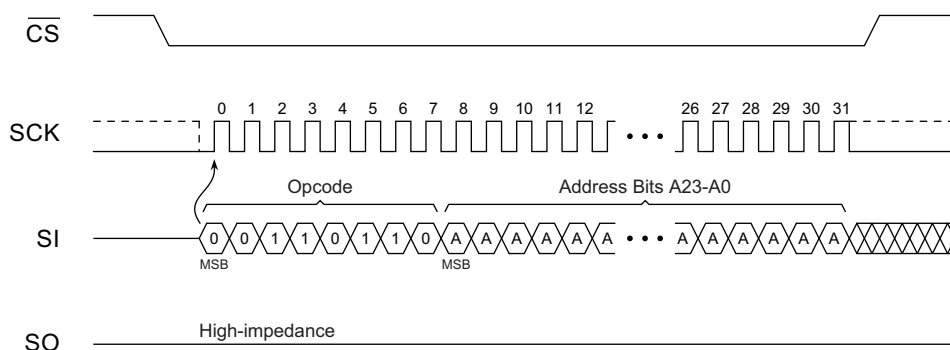 CS
0 1 2 3 4 5 6 7 8 9 10 11 12 26 27 28 29 30 31
SCK
Opcode Address Bits A23-A0
SI 0 0 1 1 0 1 1 0 A A A A A A A A A A A A
MSB MSB
High-impedance
SO